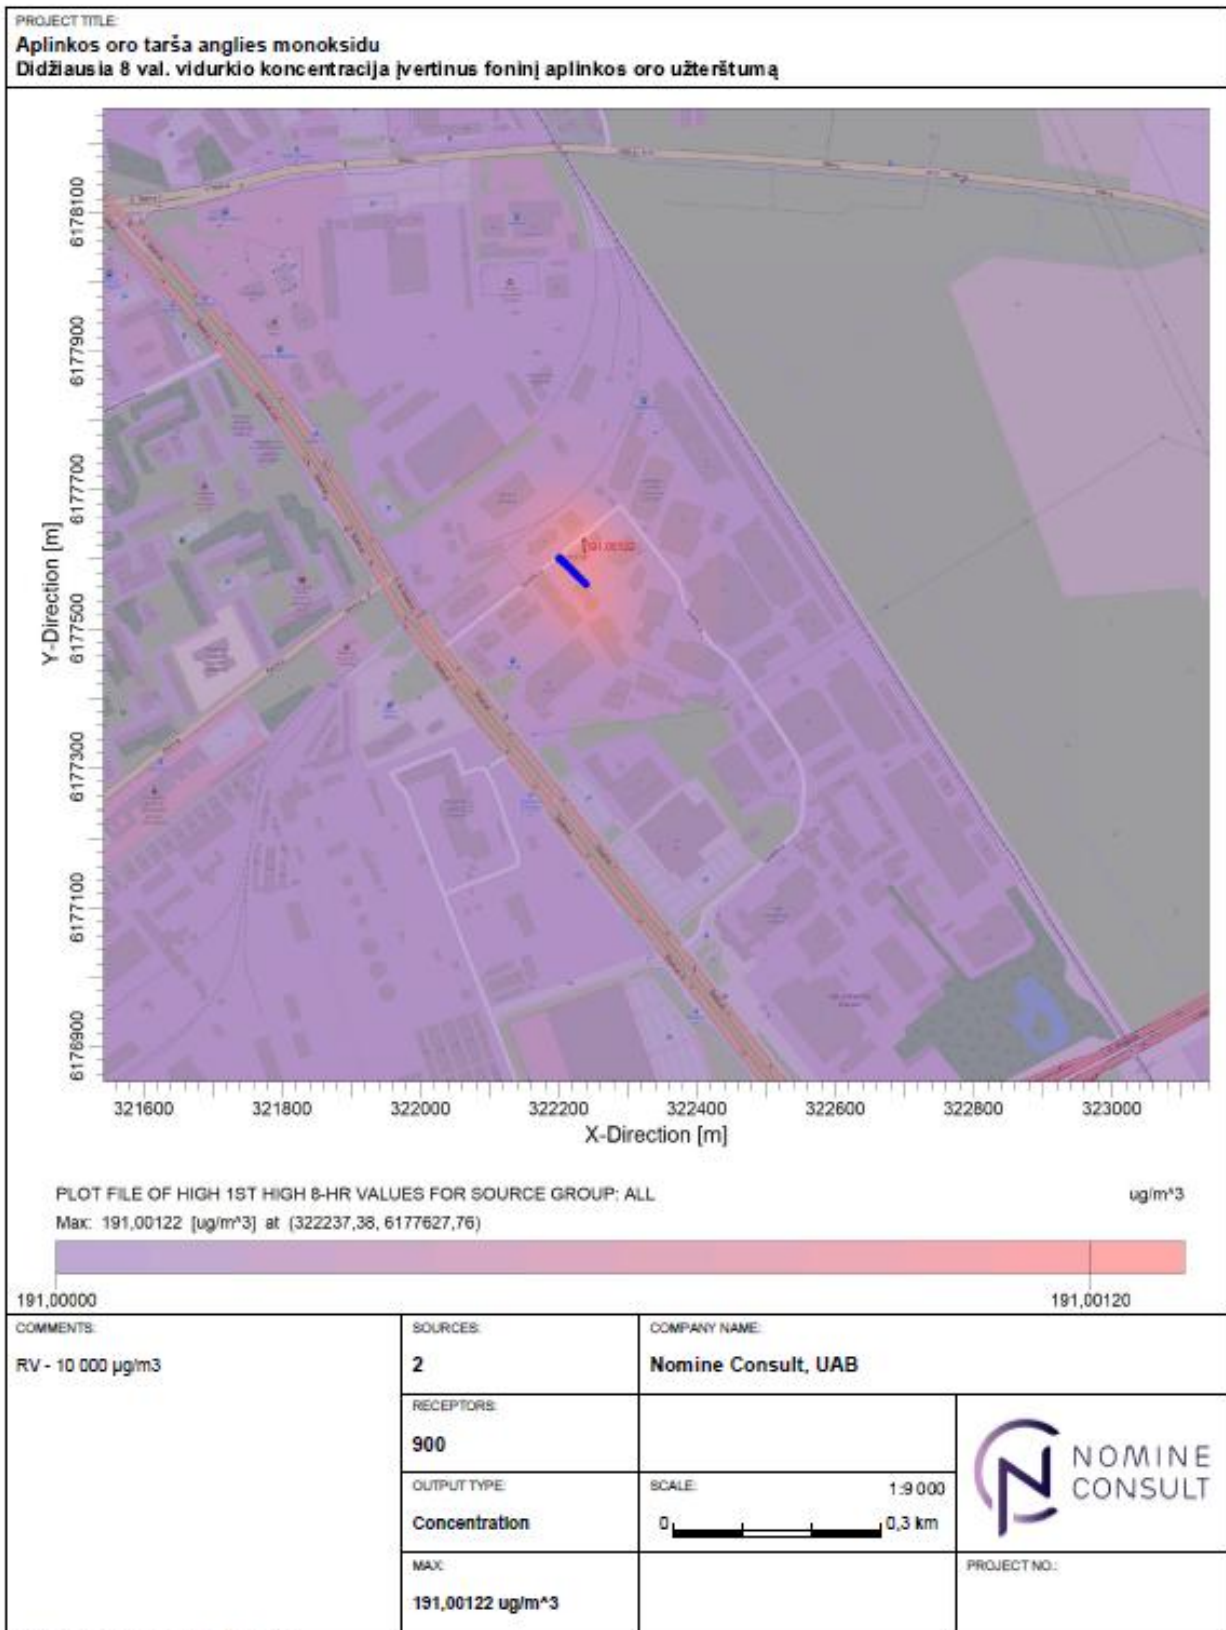 PROJECT TITLE:
Aplinkos oro tarša anglies monoksidu
Didžiausia 8 val. vidurkio koncentracija įvertinus foninį aplinkos oro užterštumą
Y-Direction [m]
6178100
6177900
6177700
6177500
6177300
6177100
6176900
191,00122
321600 321800 322000 322200 322400 322600 322800 323000
X-Direction [m]
PLOT FILE OF HIGH 1ST HIGH 8-HR VALUES FOR SOURCE GROUP: ALL
ug/m^3
Max: 191,00122 [ug/m^3] at (322237,38, 6177627,76)
191,00000
191,00120
COMMENTS:
RV - 10 000 µg/m3
SOURCES:
2
COMPANY NAME:
Nomine Consult, UAB
RECEPTORS:
900
OUTPUT TYPE:
Concentration
SCALE:
1:9 000
0
0,3 km
NOMINE
CONSULT
MAX:
191,00122 ug/m^3
PROJECT NO.: